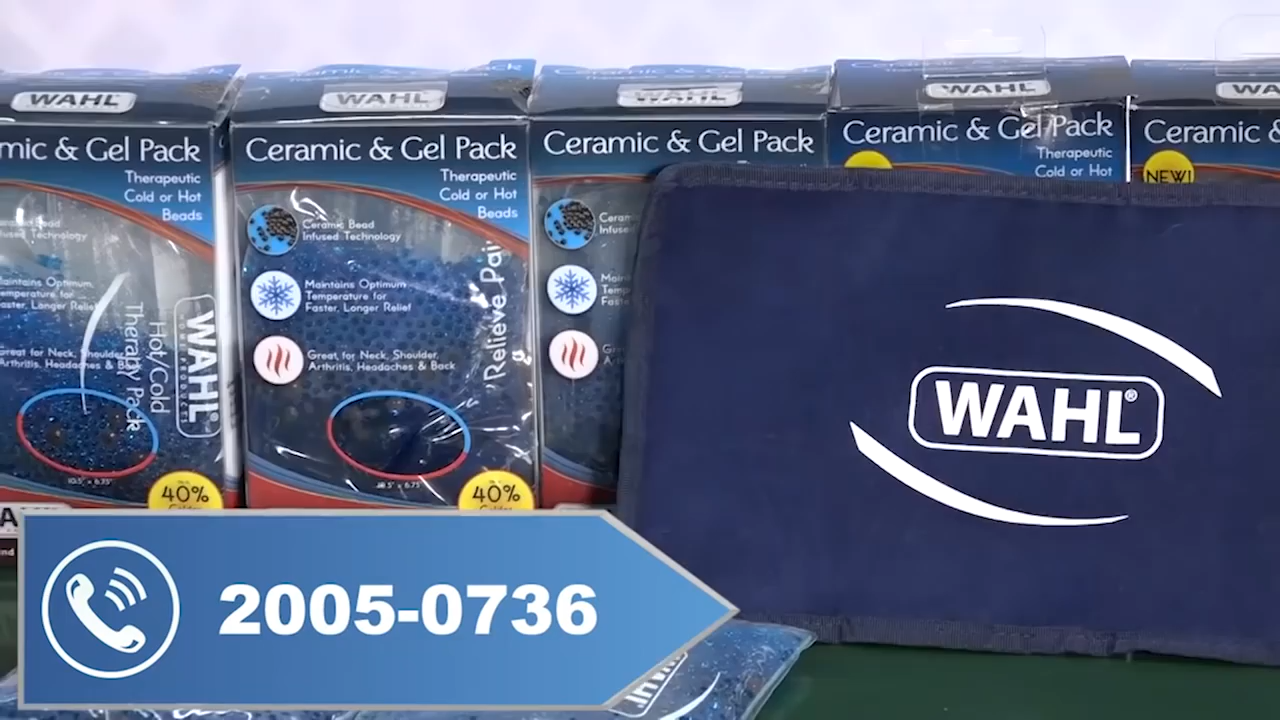 WAHL
mic & Gel Pack
Therapeutic
Cold or Hot
Beads
Hot/Cold
Therapy Pack
WAHL
40%
WAHL
Ceramic & Gel Pack
Therapeutic
Cold or Hot
Beads
Ceramic Bead
Infused Technology
Maintains Optimum
Temperature for
Faster, Longer Relief
Great for Neck, Shoulder,
Arthritis, Headaches & Back
"Relieve Pai
40%
WAHL
Ceramic & Gel Pack
WAHL
Ceramic & Gel Pack
Therapeutic
Cold or Hot
WA
Ceramic &
NEW!
WAHL®
2005-0736